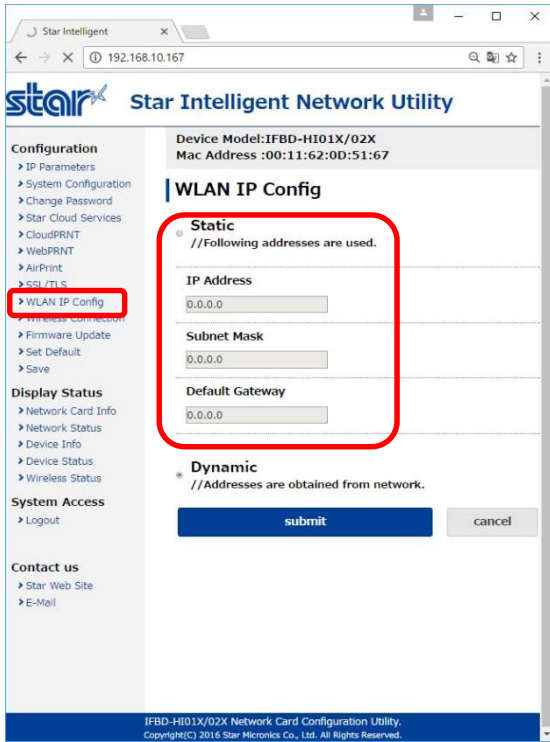 Star Intelligent
192.168.10.167
star Star Intelligent Network Utility
Configuration
IP Parameters
System Configuration
Change Password
Star Cloud Services
CloudPRNT
WebPRNT
AirPrint
SSL/TLS
WLAN IP Config
Wireless Connection
Firmware Update
Set Default
Save
Display Status
Network Card Info
Network Status
Device Info
Device Status
Wireless Status
System Access
Logout
Contact us
Star Web Site
E-Mail
Device Model:IFBD-HI01X/02X
Mac Address :00:11:62:0D:51:67
WLAN IP Config
Static
//Following addresses are used.
IP Address
0.0.0.0
Subnet Mask
0.0.0.0
Default Gateway
0.0.0.0
Dynamic
//Addresses are obtained from network.
submit cancel
IFBD-HI01X/02X Network Card Configuration Utility.
Copyright(C) 2016 Star Micronics Co., Ltd. All Rights Reserved.